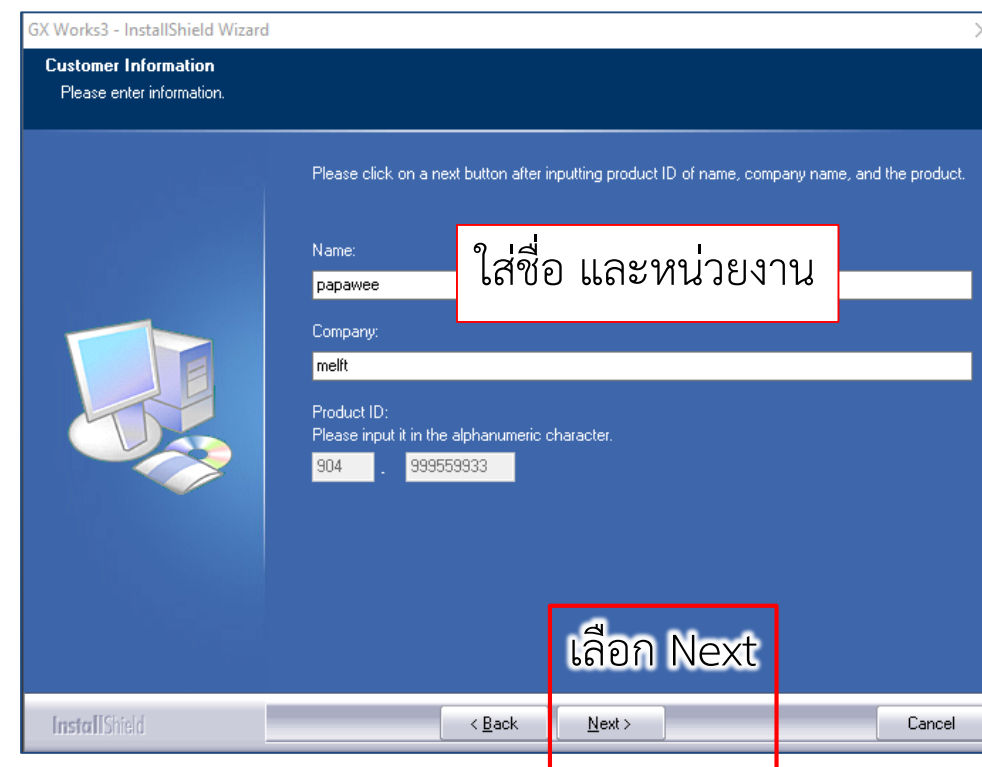 GX Works3 - InstallShield Wizard
Customer Information
Please enter information.
Please click on a next button after inputting product ID of name, company name, and the product.
Name:
ใส่ชื่อ และหน่วยงาน
papawee
Company:
melft
Product ID:
Please input it in the alphanumeric character.
904 . 999559933
เลือก Next
InstallShield
< Back
Next >
Cancel